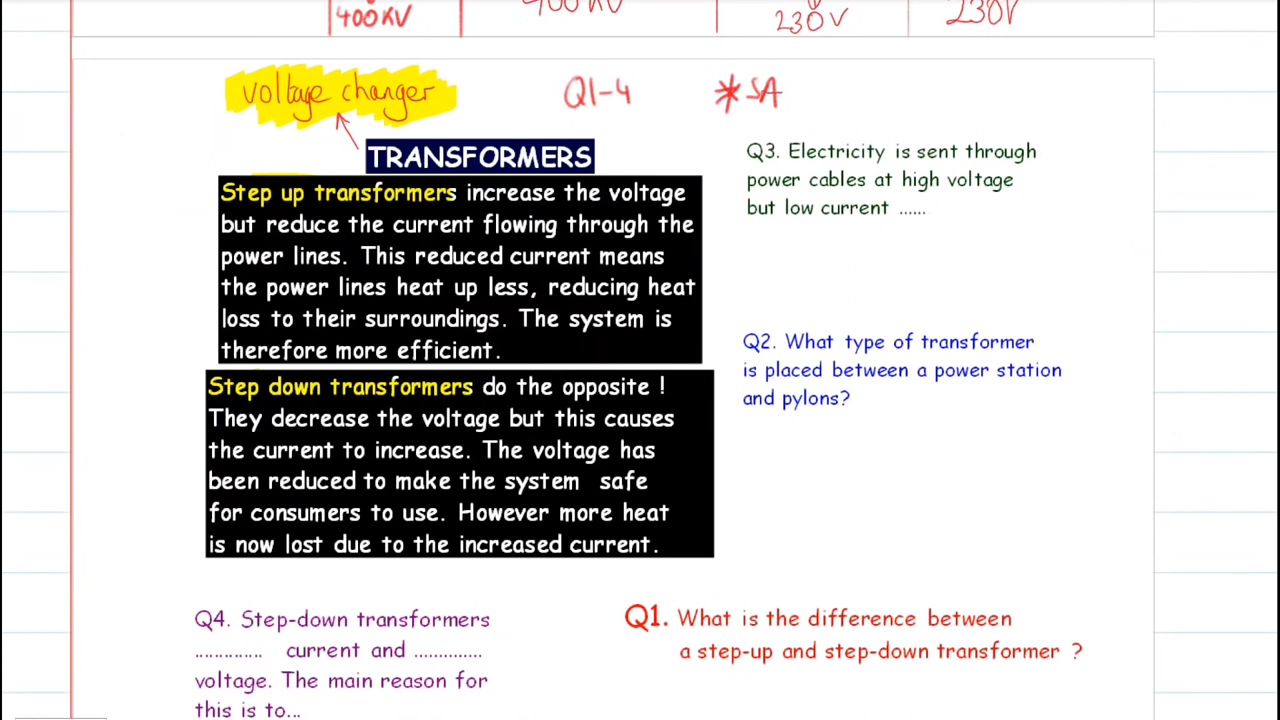 400KV 400KV 230V 230V
voltage changer Q1-4 *SA
TRANSFORMERS
Step up transformers increase the voltage
but reduce the current flowing through the
power lines. This reduced current means
the power lines heat up less, reducing heat
loss to their surroundings. The system is
therefore more efficient.
Step down transformers do the opposite !
They decrease the voltage but this causes
the current to increase. The voltage has
been reduced to make the system safe
for consumers to use. However more heat
is now lost due to the increased current.
Q3. Electricity is sent through
power cables at high voltage
but low current ......
Q2. What type of transformer
is placed between a power station
and pylons?
Q4. Step-down transformers
.............. current and ..............
voltage. The main reason for
this is to...
Q1. What is the difference between
a step-up and step-down transformer ?